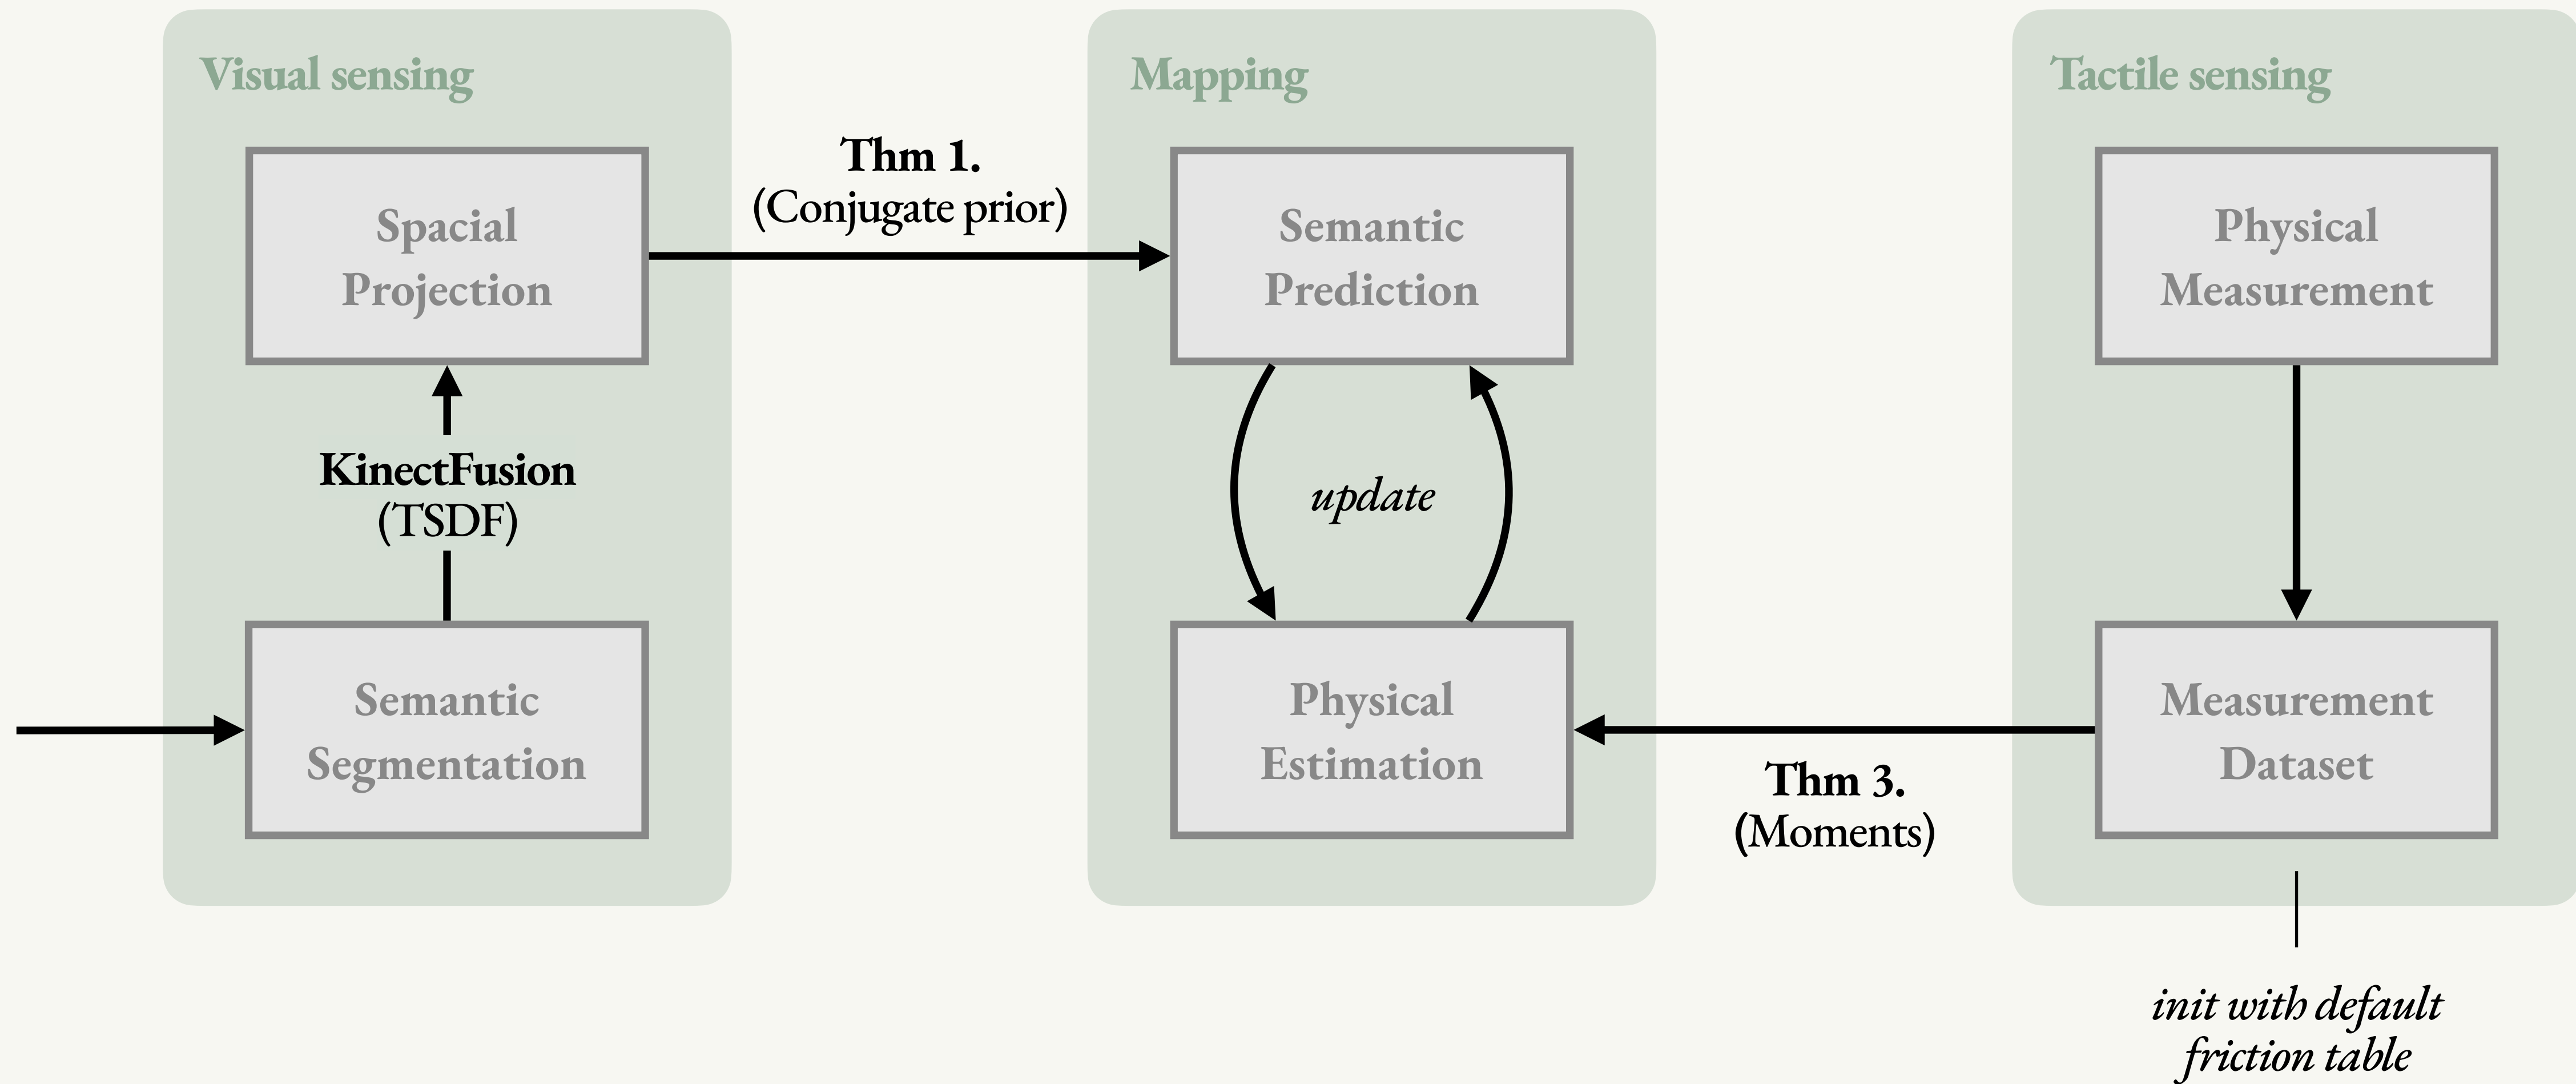 Visual sensing
Spacial
Projection
KinectFusion
(TSDF)
Semantic
Segmentation
Thm 1.
(Conjugate prior)
Mapping
Semantic
Prediction
update
Physical
Estimation
Thm 3.
(Moments)
Tactile sensing
Physical
Measurement
Measurement
Dataset
init with default
friction table